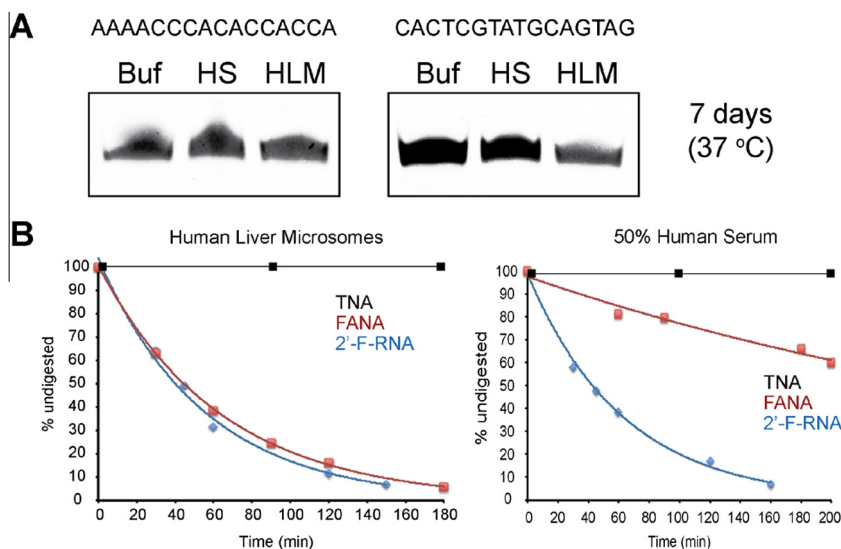 A
AAAACCCACACCACCA
CACTCGTATGCAGTAG
Buf HS HLM
Buf HS HLM
7 days
(37 °C)
B
Human Liver Microsomes
50% Human Serum
% undigested
100
90
80
70
60
50
40
30
20
10
0
TNA
FANA
2'-F-RNA
0 20 40 60 80 100 120 140 160 180
Time (min)
% undigested
100
90
80
70
60
50
40
30
20
10
0
TNA
FANA
2'-F-RNA
0 20 40 60 80 100 120 140 160 180 200
Time (min)